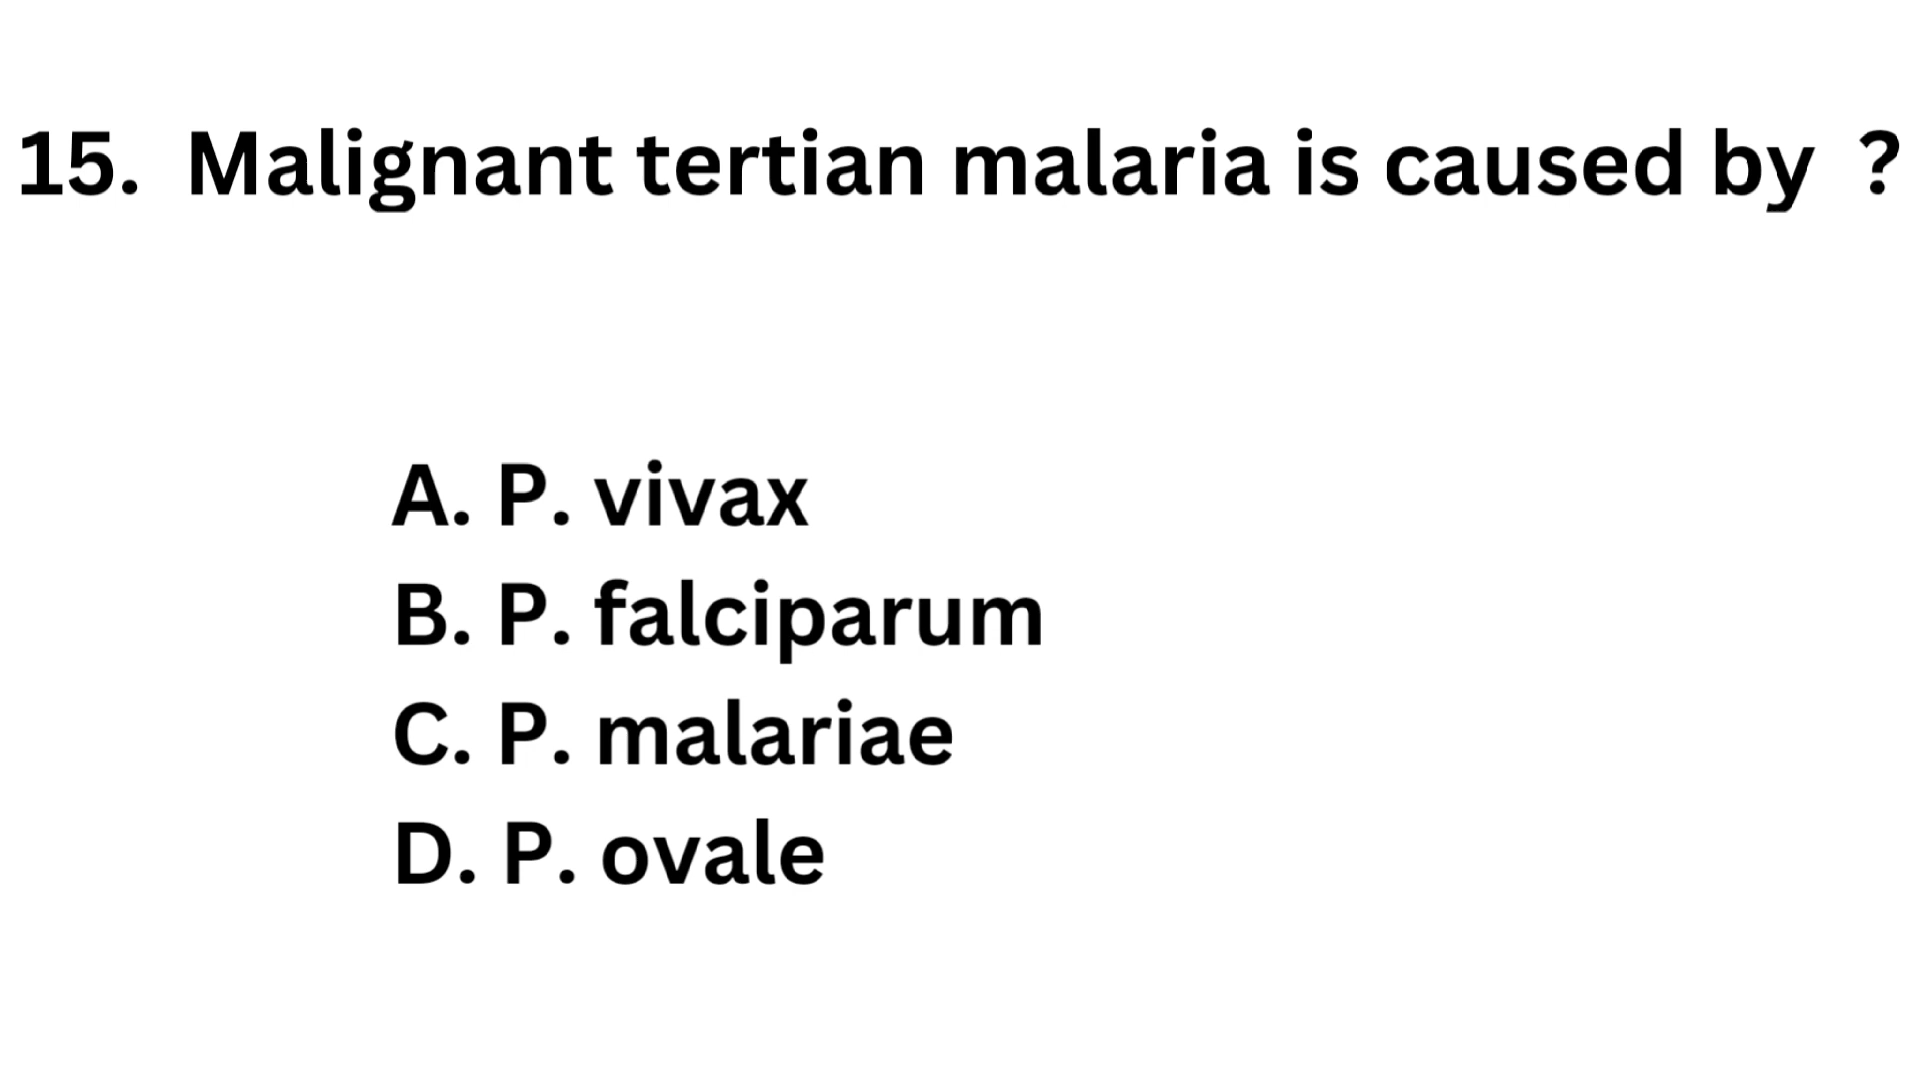 15. Malignant tertian malaria is caused by ?
A. P. vivax
B. P. falciparum
C. P. malariae
D. P. ovale